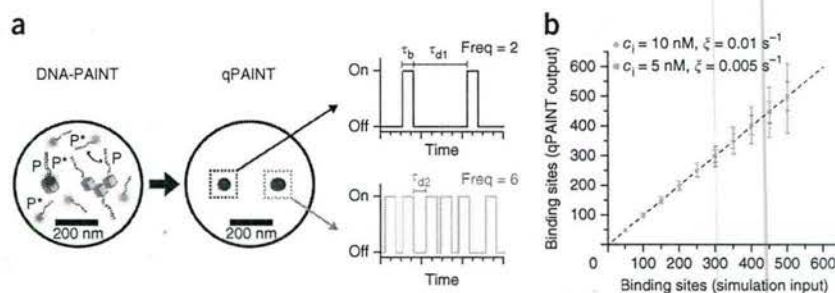 a
DNA-PAINT
qPAINT
P*
P
P*
P
P*
200 nm
200 nm
τb
τd1
Freq = 2
On
Off
Time
τd2
Freq = 6
On
Off
Time
b
ci = 10 nM, ξ = 0.01 s⁻¹
ci = 5 nM, ξ = 0.005 s⁻¹
Binding sites (qPAINT output)
600
500
400
300
200
100
0 100 200 300 400 500 600
Binding sites (simulation input)